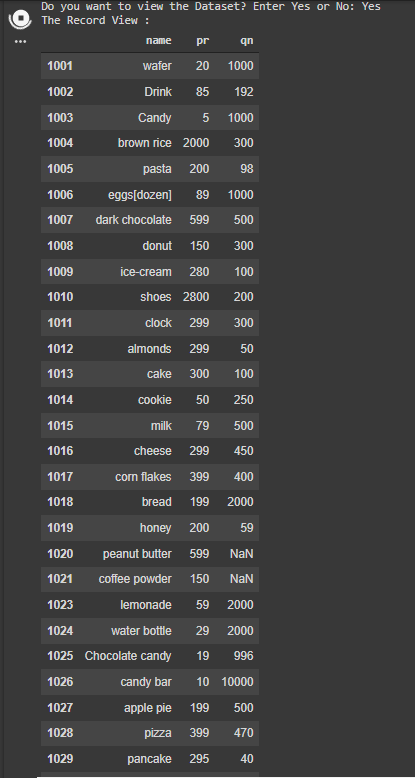 Do you want to view the Dataset? Enter Yes or No: Yes
The Record View :
name pr qn
1001 wafer 20 1000
1002 Drink 85 192
1003 Candy 5 1000
1004 brown rice 2000 300
1005 pasta 200 98
1006 eggs[dozen] 89 1000
1007 dark chocolate 599 500
1008 donut 150 300
1009 ice-cream 280 100
1010 shoes 2800 200
1011 clock 299 300
1012 almonds 299 50
1013 cake 300 100
1014 cookie 50 250
1015 milk 79 500
1016 cheese 299 450
1017 corn flakes 399 400
1018 bread 199 2000
1019 honey 200 59
1020 peanut butter 599 NaN
1021 coffee powder 150 NaN
1023 lemonade 59 2000
1024 water bottle 29 2000
1025 Chocolate candy 19 996
1026 candy bar 10 10000
1027 apple pie 199 500
1028 pizza 399 470
1029 pancake 295 40